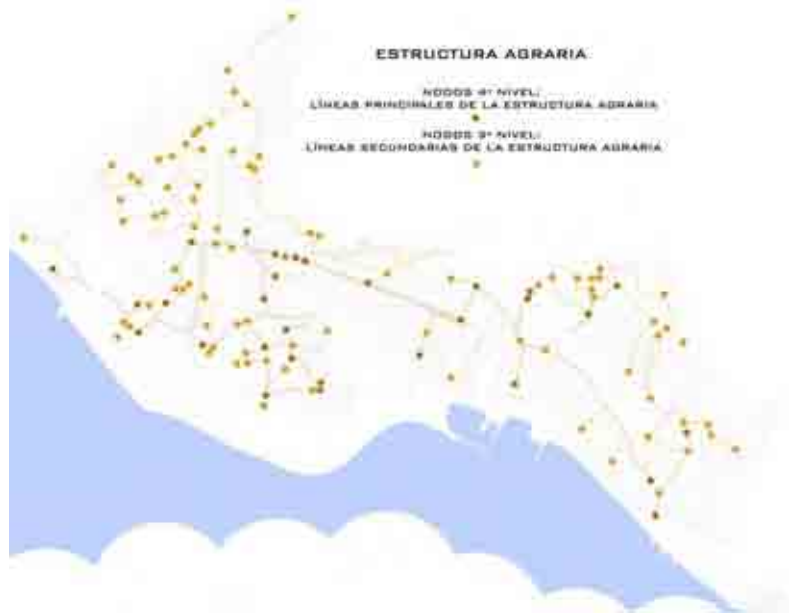 ESTRUCTURA AGRARIA
NODOS 4º NIVEL:
LÍNEAS PRINCIPALES DE LA ESTRUCTURA AGRARIA
NODOS 3º NIVEL:
LÍNEAS SECUNDARIAS DE LA ESTRUCTURA AGRARIA